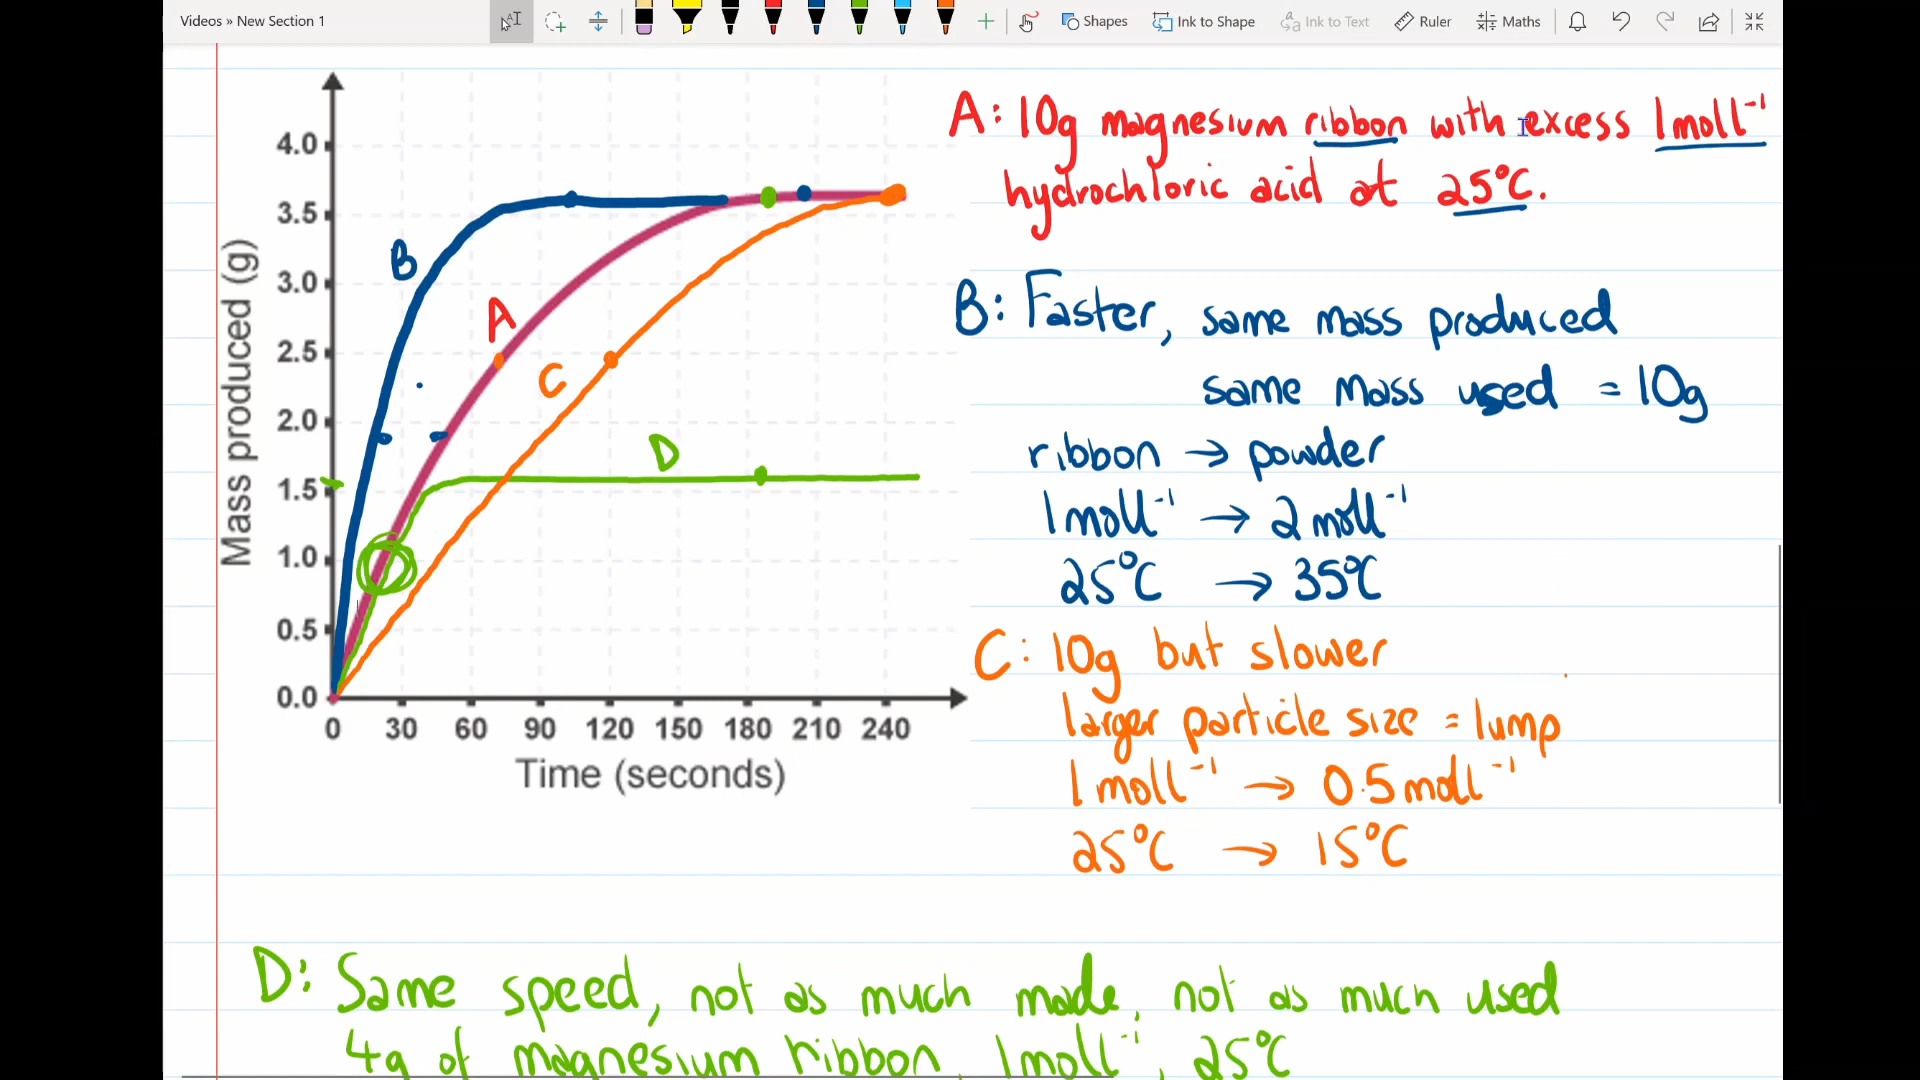 Videos » New Section 1
Shapes
Ink to Shape
Ink to Text
Ruler
Maths
Mass produced (g)
4.0
3.5
3.0
2.5
2.0
1.5
1.0
0.5
0.0
0 30 60 90 120 150 180 210 240
Time (seconds)
B
A
C
D
A: 10g magnesium ribbon with excess 1moll⁻¹
hydrochloric acid at 25°C.
B: Faster, same mass produced
same mass used = 10g
ribbon → powder
1moll⁻¹ → 2moll⁻¹
25°C → 35°C
C: 10g but slower
larger particle size = lump
1moll⁻¹ → 0.5moll⁻¹
25°C → 15°C
D: Same speed, not as much made, not as much used
4g of magnesium ribbon, 1moll⁻¹, 25°C